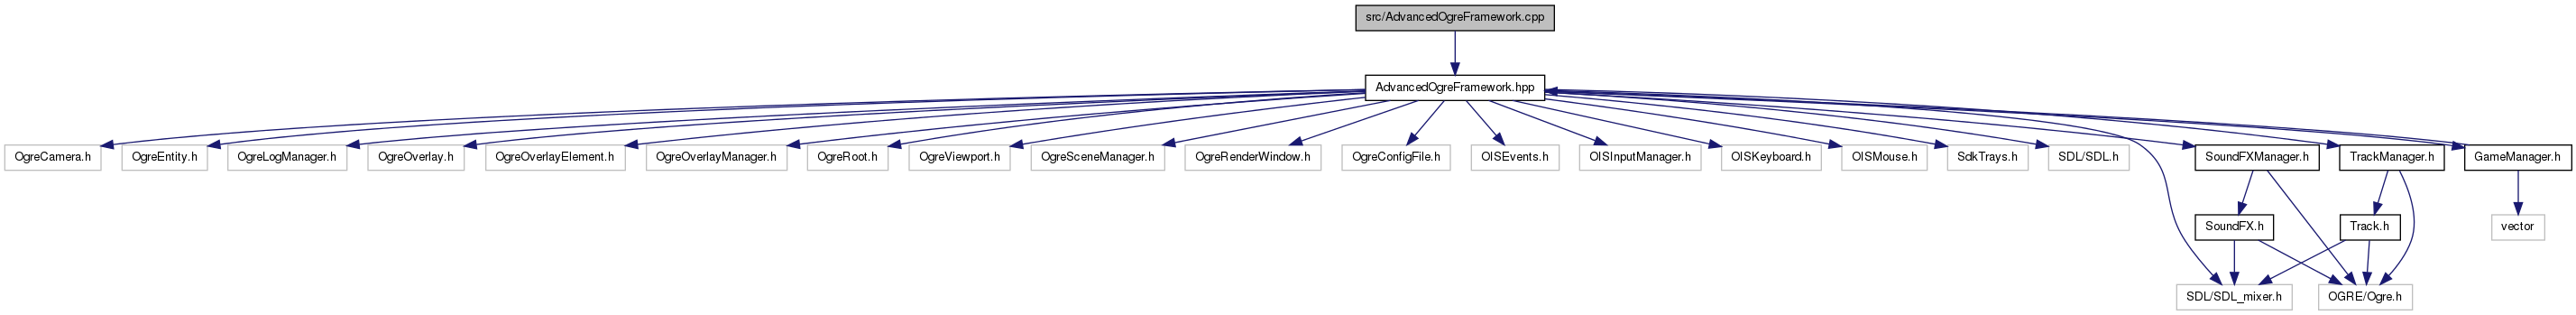 src/AdvancedOgreFramework.cpp
AdvancedOgreFramework.hpp
OgreCamera.h
OgreEntity.h
OgreLogManager.h
OgreOverlay.h
OgreOverlayElement.h
OgreOverlayManager.h
OgreRoot.h
OgreViewport.h
OgreSceneManager.h
OgreRenderWindow.h
OgreConfigFile.h
OISEvents.h
OISInputManager.h
OISKeyboard.h
OISMouse.h
SdkTrays.h
SDL/SDL.h
SoundFXManager.h
TrackManager.h
GameManager.h
SoundFX.h
Track.h
vector
SDL/SDL_mixer.h
OGRE/Ogre.h